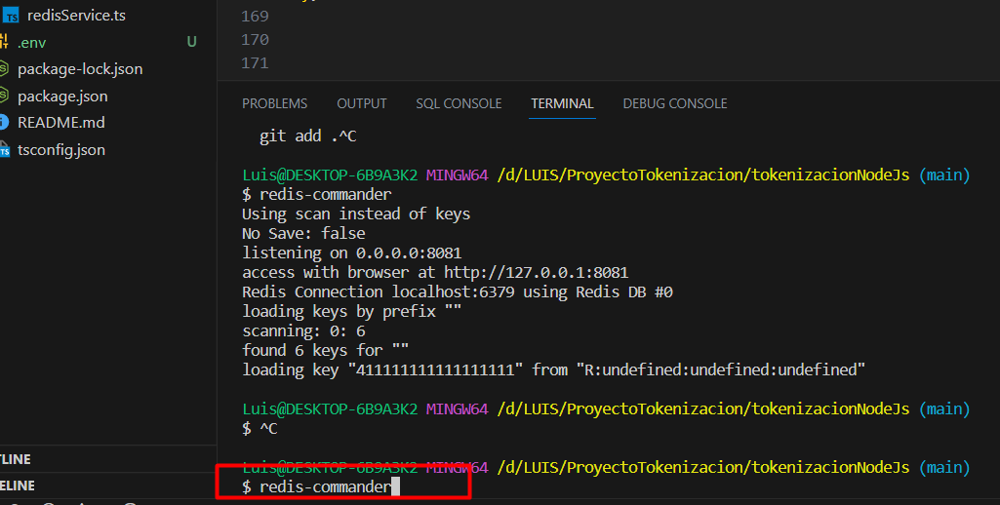 redisService.ts
.env U
package-lock.json
package.json
README.md
tsconfig.json
TLINE
ELINE
169
170
171
PROBLEMS OUTPUT SQL CONSOLE TERMINAL DEBUG CONSOLE
git add .^C
Luis@DESKTOP-6B9A3K2 MINGW64 /d/LUIS/ProyectoTokenizacion/tokenizacionNodeJs (main)
$ redis-commander
Using scan instead of keys
No Save: false
listening on 0.0.0.0:8081
access with browser at http://127.0.0.1:8081
Redis Connection localhost:6379 using Redis DB #0
loading keys by prefix ""
scanning: 0: 6
found 6 keys for ""
loading key "411111111111111111" from "R:undefined:undefined:undefined"
Luis@DESKTOP-6B9A3K2 MINGW64 /d/LUIS/ProyectoTokenizacion/tokenizacionNodeJs (main)
$ ^C
Luis@DESKTOP-6B9A3K2 MINGW64 /d/LUIS/ProyectoTokenizacion/tokenizacionNodeJs (main)
$ redis-commander